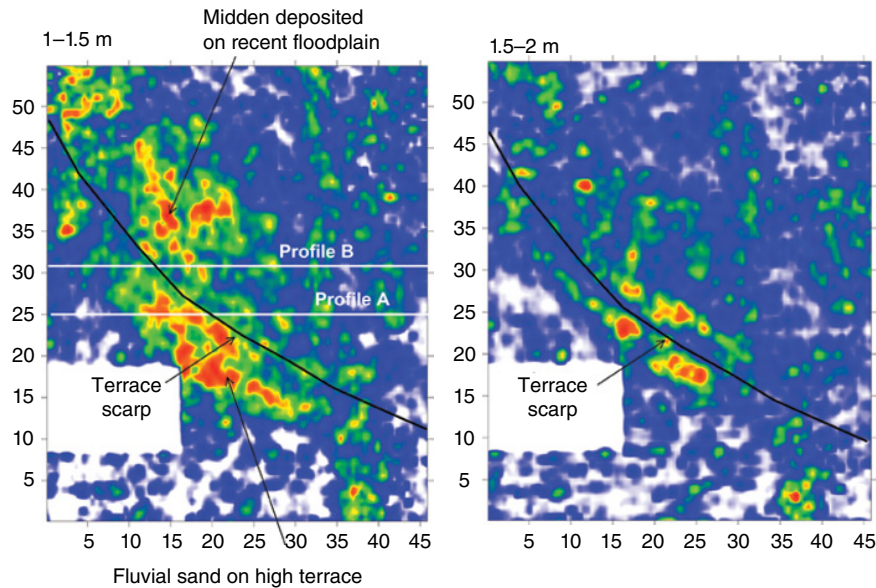 Midden deposited
on recent floodplain
1–1.5 m
1.5–2 m
50
45
40
35
30
25
20
15
10
5
Profile B
Profile A
Terrace
scarp
5 10 15 20 25 30 35 40 45
Fluvial sand on high terrace
50
45
40
35
30
25
20
15
10
5
Terrace
scarp
5 10 15 20 25 30 35 40 45